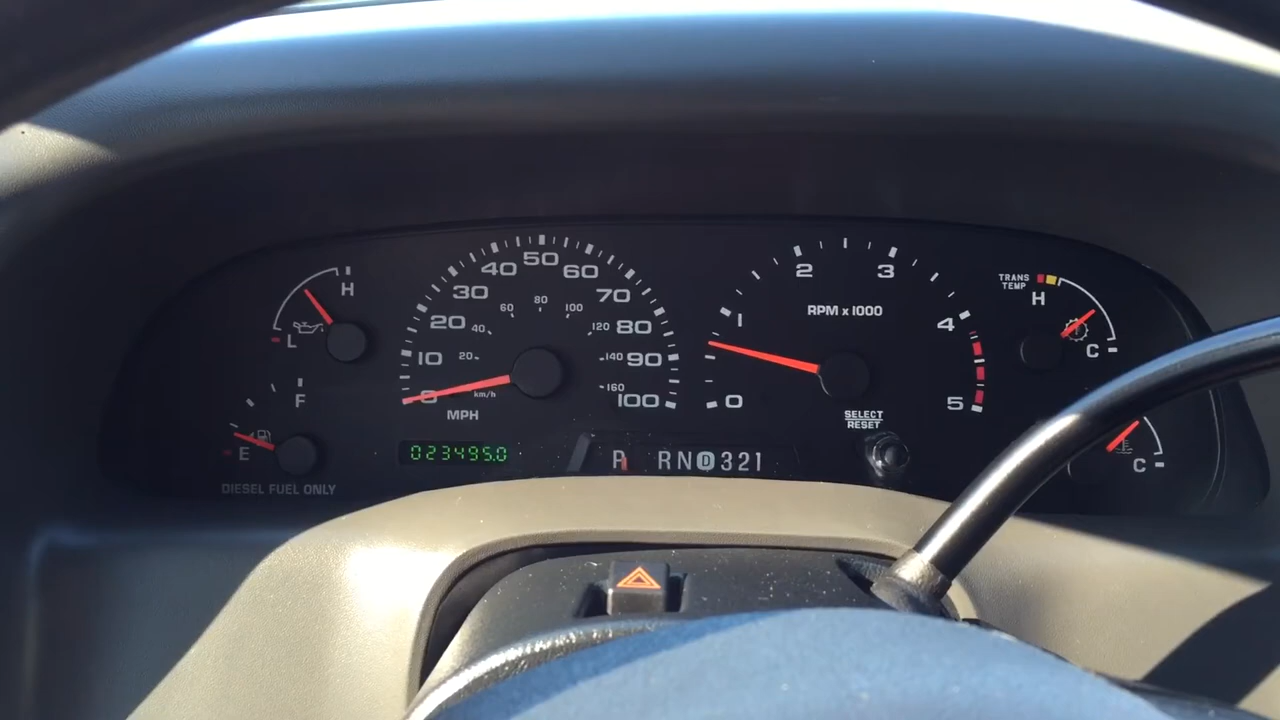 H
L
F
E
DIESEL FUEL ONLY
0 10 20 30 40 50 60 70 80 90 100
20 40 60 80 100 120 140 160
km/h
MPH
023495.0
P R N D 3 2 1
0 1 2 3 4 5
RPM x 1000
SELECT
RESET
TRANS
TEMP
H
C
C